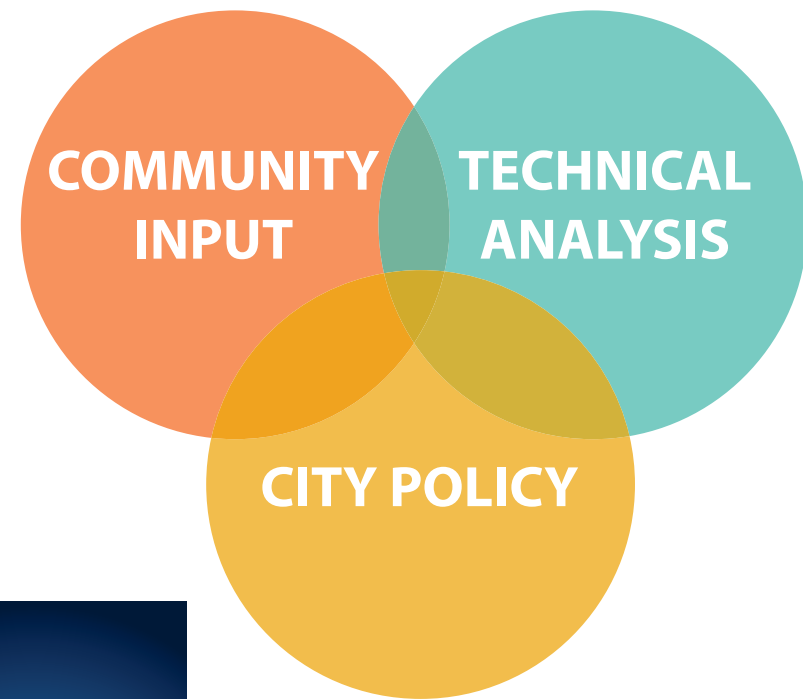 COMMUNITY
INPUT
TECHNICAL
ANALYSIS
CITY POLICY